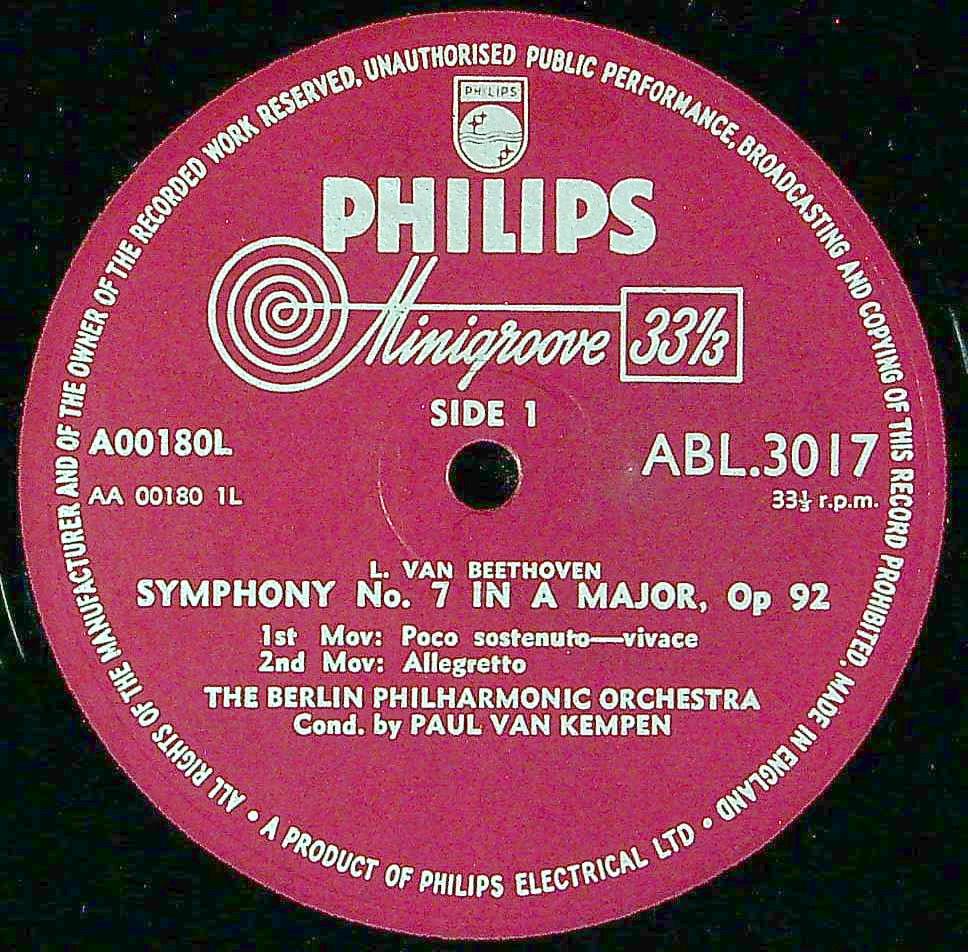 ALL RIGHTS OF THE MANUFACTURER AND OF THE OWNER OF THE RECORDED WORK RESERVED, UNAUTHORISED PUBLIC PERFORMANCE, BROADCASTING AND COPYING OF THIS RECORD PROHIBITED. MADE IN ENGLAND
PHILIPS
PHILIPS
Minigroove 33 1/3
SIDE 1
A00180L
ABL.3017
AA 00180 1L
33⅓ r.p.m.
L. VAN BEETHOVEN
SYMPHONY No. 7 IN A MAJOR, Op 92
1st Mov: Poco sostenuto—vivace
2nd Mov: Allegretto
THE BERLIN PHILHARMONIC ORCHESTRA
Cond. by PAUL VAN KEMPEN
• A PRODUCT OF PHILIPS ELECTRICAL LTD •